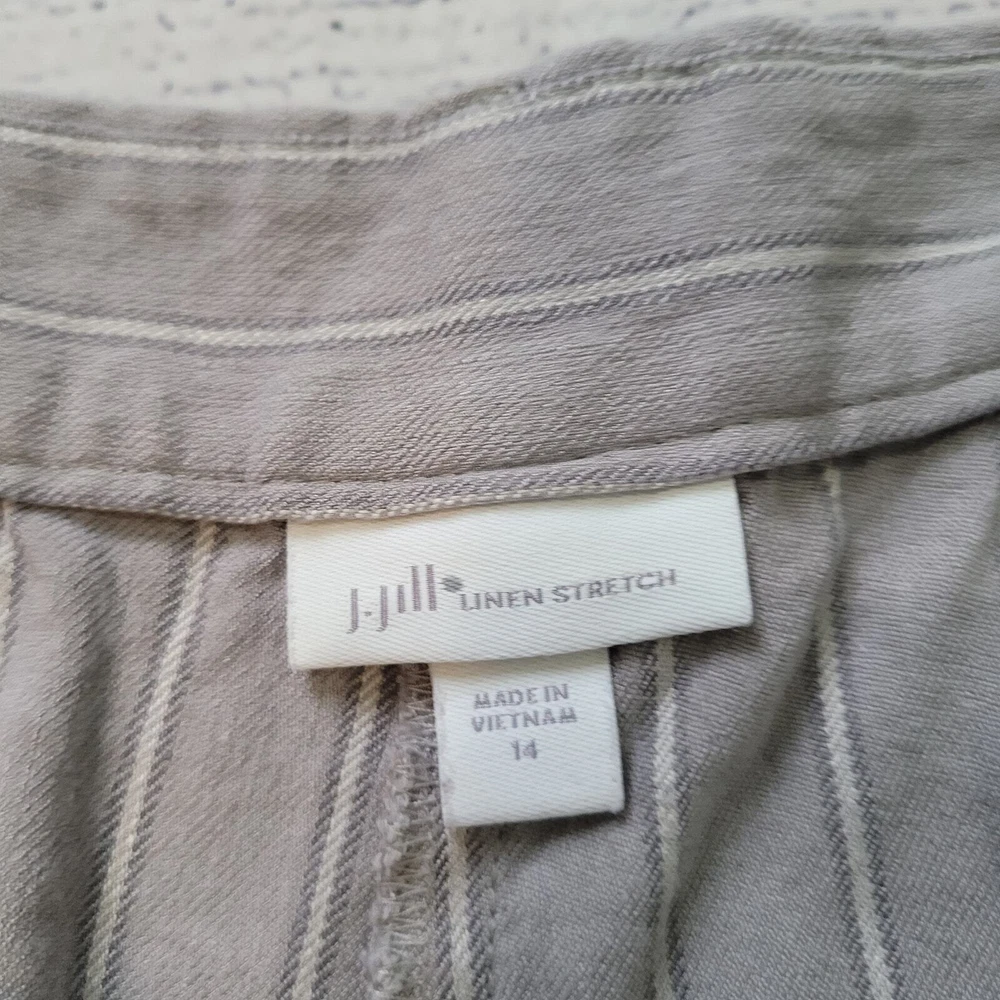 J.Jill LINEN STRETCH
MADE IN
VIETNAM
14